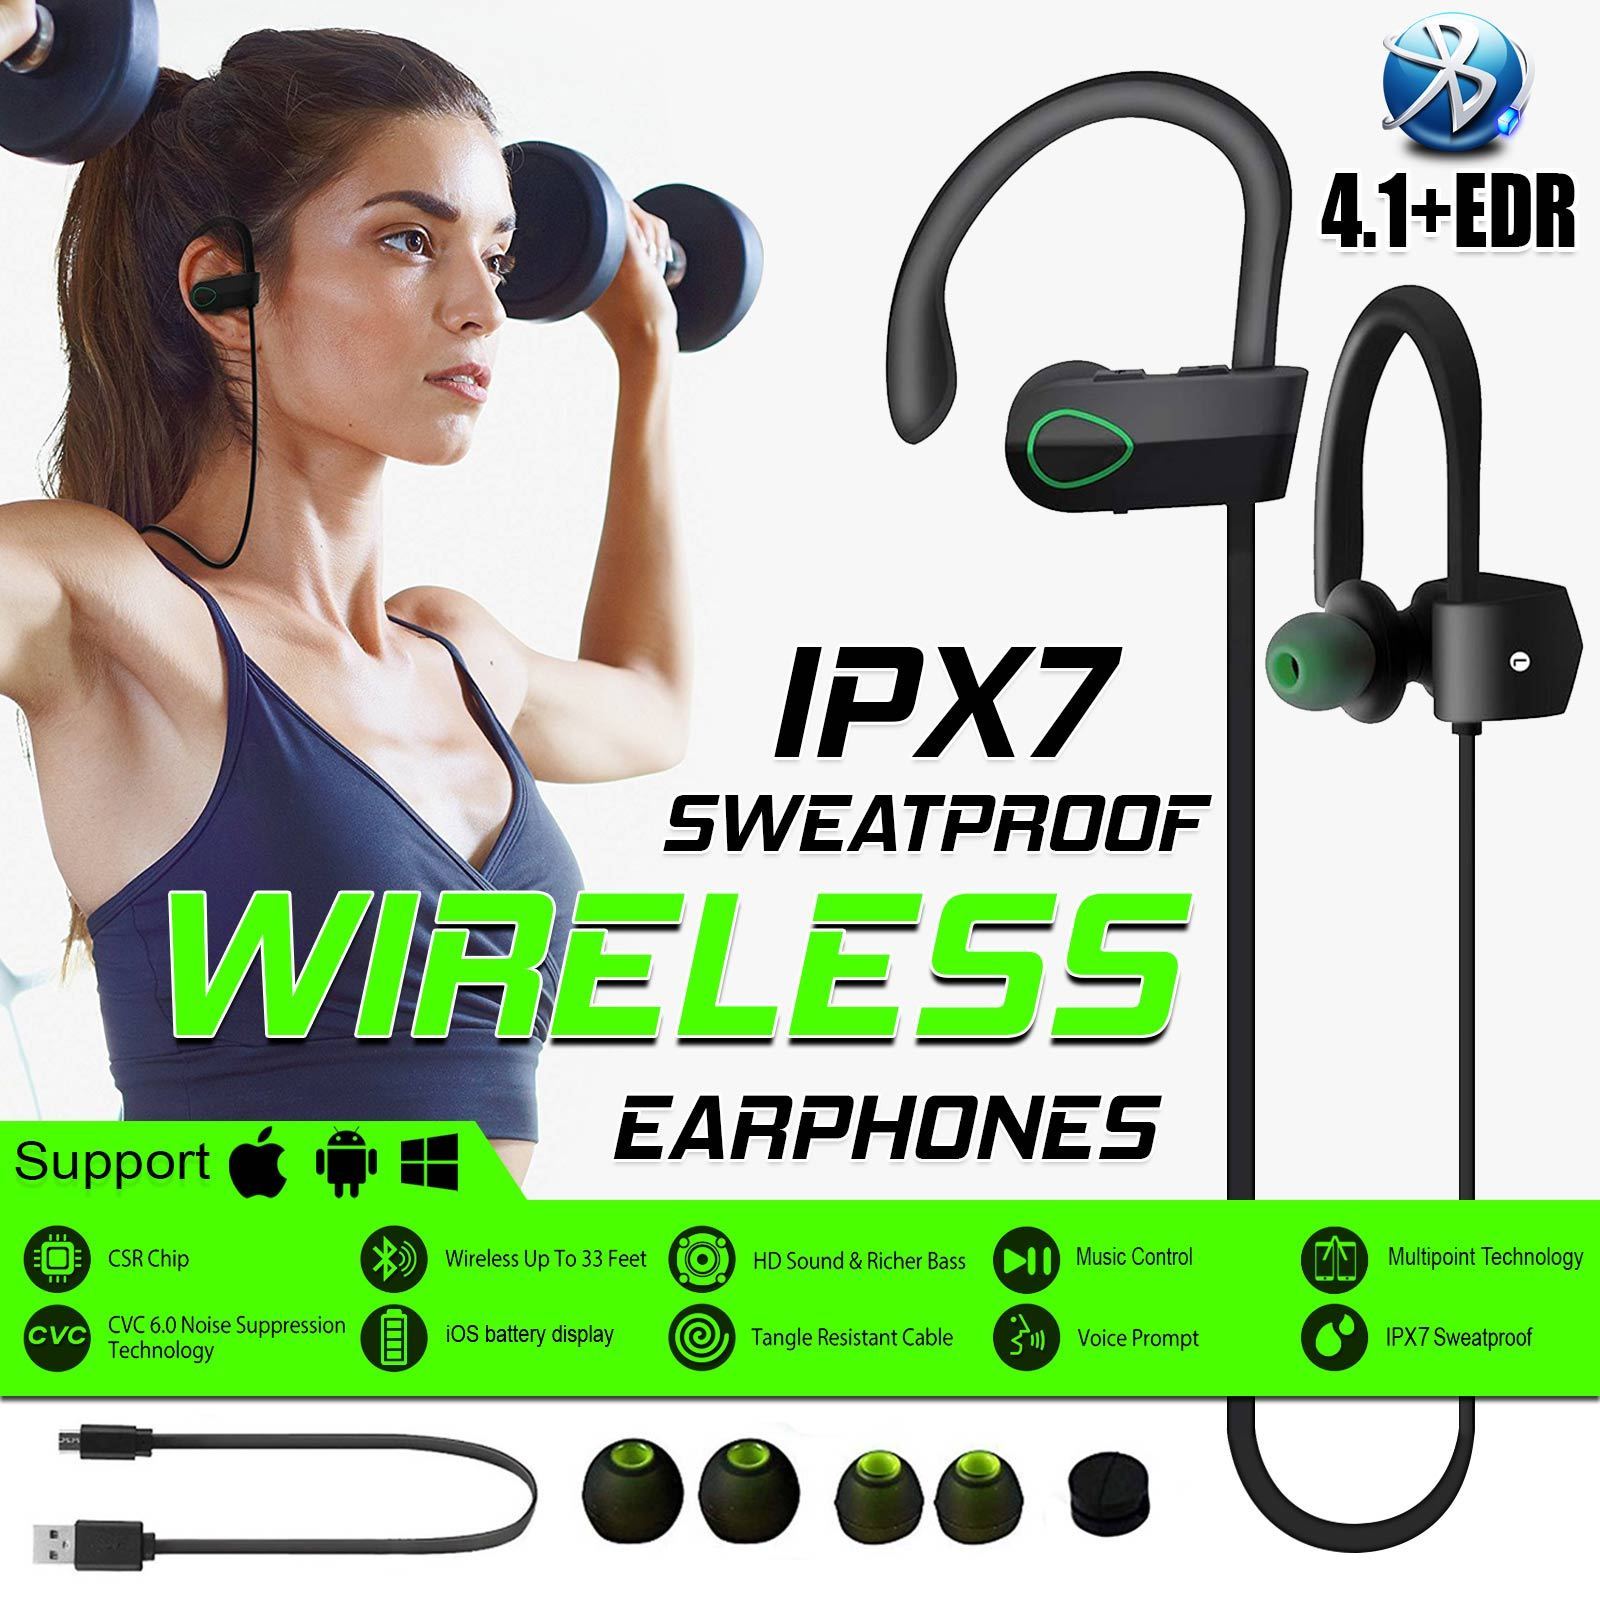 4.1+EDR
IPX7
SWEATPROOF
WIRELESS
EARPHONES
L
Support
CSR Chip
Wireless Up To 33 Feet
HD Sound & Richer Bass
Music Control
Multipoint Technology
CVC
CVC 6.0 Noise Suppression
Technology
iOS battery display
Tangle Resistant Cable
Voice Prompt
IPX7 Sweatproof